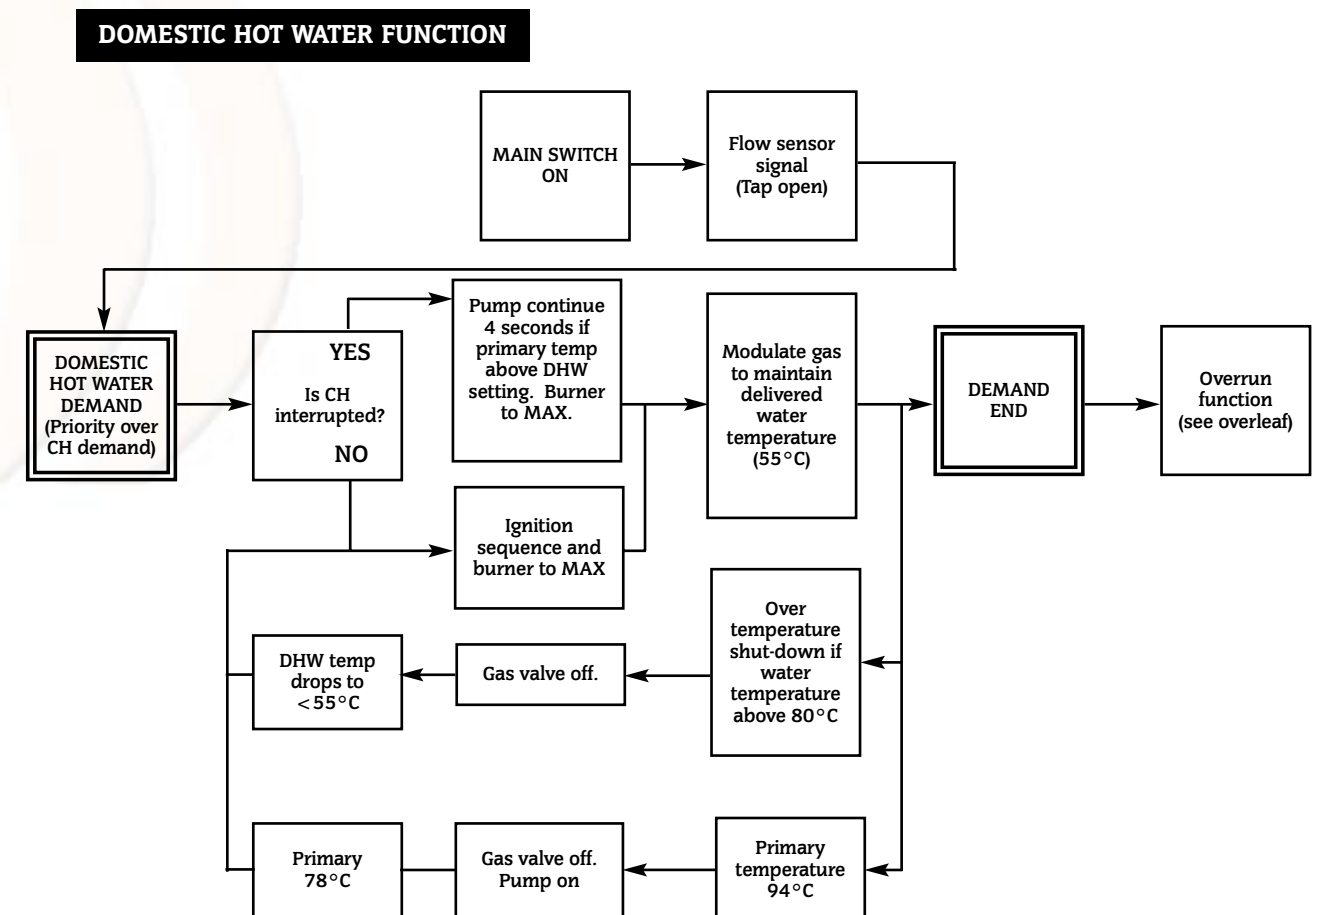 DOMESTIC HOT WATER FUNCTION
MAIN SWITCH
ON
Flow sensor
signal
(Tap open)
DOMESTIC
HOT WATER
DEMAND
(Priority over
CH demand)
YES
Is CH
interrupted?
NO
Pump continue
4 seconds if
primary temp
above DHW
setting. Burner
to MAX.
Ignition
sequence and
burner to MAX
Modulate gas
to maintain
delivered
water
temperature
(55°C)
DEMAND
END
Overrun
function
(see overleaf)
Over
temperature
shut-down if
water
temperature
above 80°C
Gas valve off.
DHW temp
drops to
<55°C
Primary
temperature
94°C
Gas valve off.
Pump on
Primary
78°C